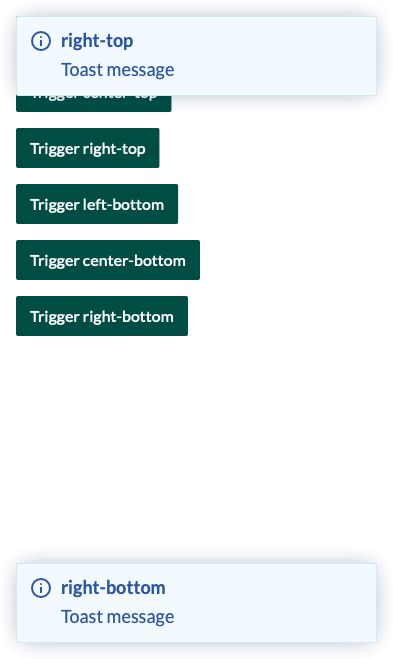 right-top
Toast message
Trigger center-top
Trigger right-top
Trigger left-bottom
Trigger center-bottom
Trigger right-bottom
right-bottom
Toast message